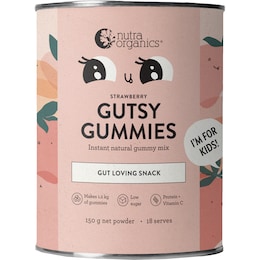 nutra
organics
STRAWBERRY
GUTSY
GUMMIES
Instant natural gummy mix
I'M FOR
KIDS!
GUT LOVING SNACK
Makes 1.2 kg
of gummies
Low
sugar
Protein +
Vitamin C
150 g net powder • 18 serves